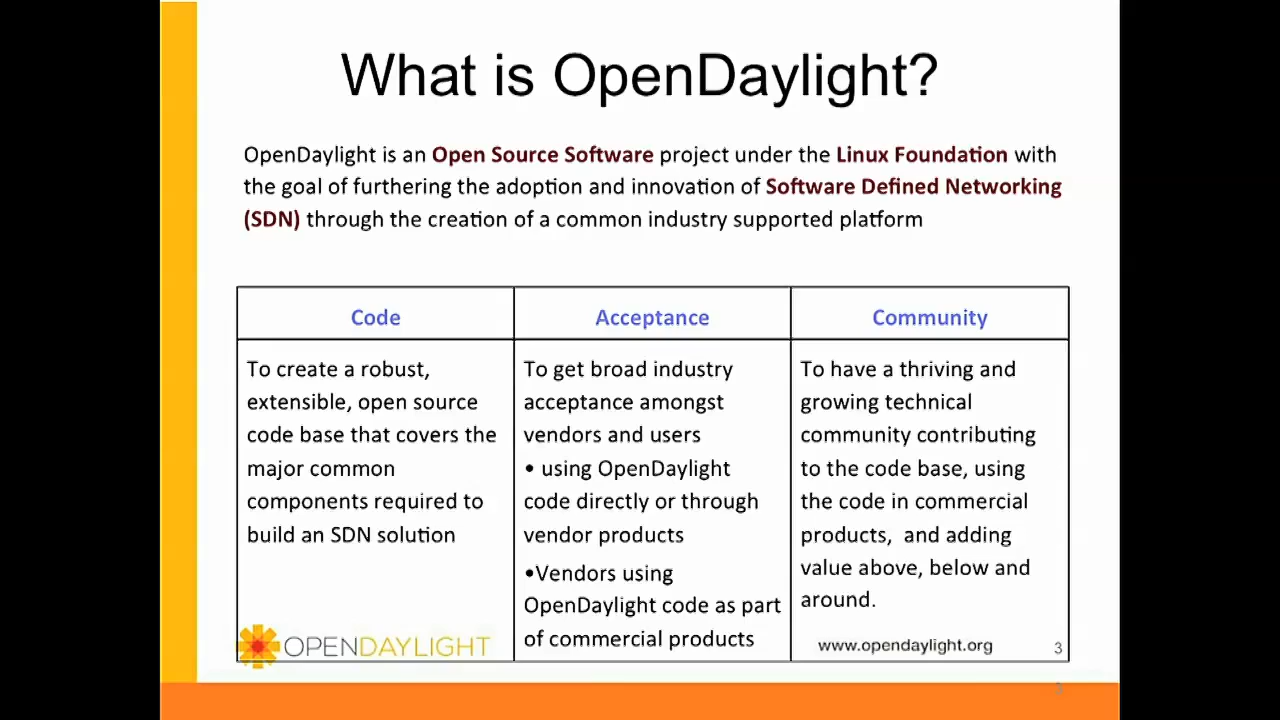 What is OpenDaylight?
OpenDaylight is an Open Source Software project under the Linux Foundation with
the goal of furthering the adoption and innovation of Software Defined Networking
(SDN) through the creation of a common industry supported platform
Code
To create a robust,
extensible, open source
code base that covers the
major common
components required to
build an SDN solution
Acceptance
To get broad industry
acceptance amongst
vendors and users
• using OpenDaylight
code directly or through
vendor products
•Vendors using
OpenDaylight code as part
of commercial products
Community
To have a thriving and
growing technical
community contributing
to the code base, using
the code in commercial
products, and adding
value above, below and
around.
OPENDAYLIGHT
www.opendaylight.org
3